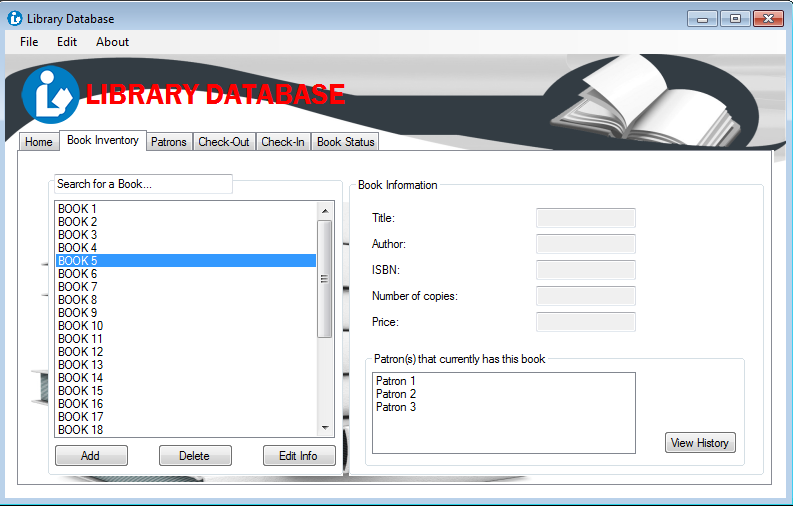 Library Database
File Edit About
LIBRARY DATABASE
Home Book Inventory Patrons Check-Out Check-In Book Status
Search for a Book...
BOOK 1
BOOK 2
BOOK 3
BOOK 4
BOOK 5
BOOK 6
BOOK 7
BOOK 8
BOOK 9
BOOK 10
BOOK 11
BOOK 12
BOOK 13
BOOK 14
BOOK 15
BOOK 16
BOOK 17
BOOK 18
Add Delete Edit Info
Book Information
Title:
Author:
ISBN:
Number of copies:
Price:
Patron(s) that currently has this book
Patron 1
Patron 2
Patron 3
View History